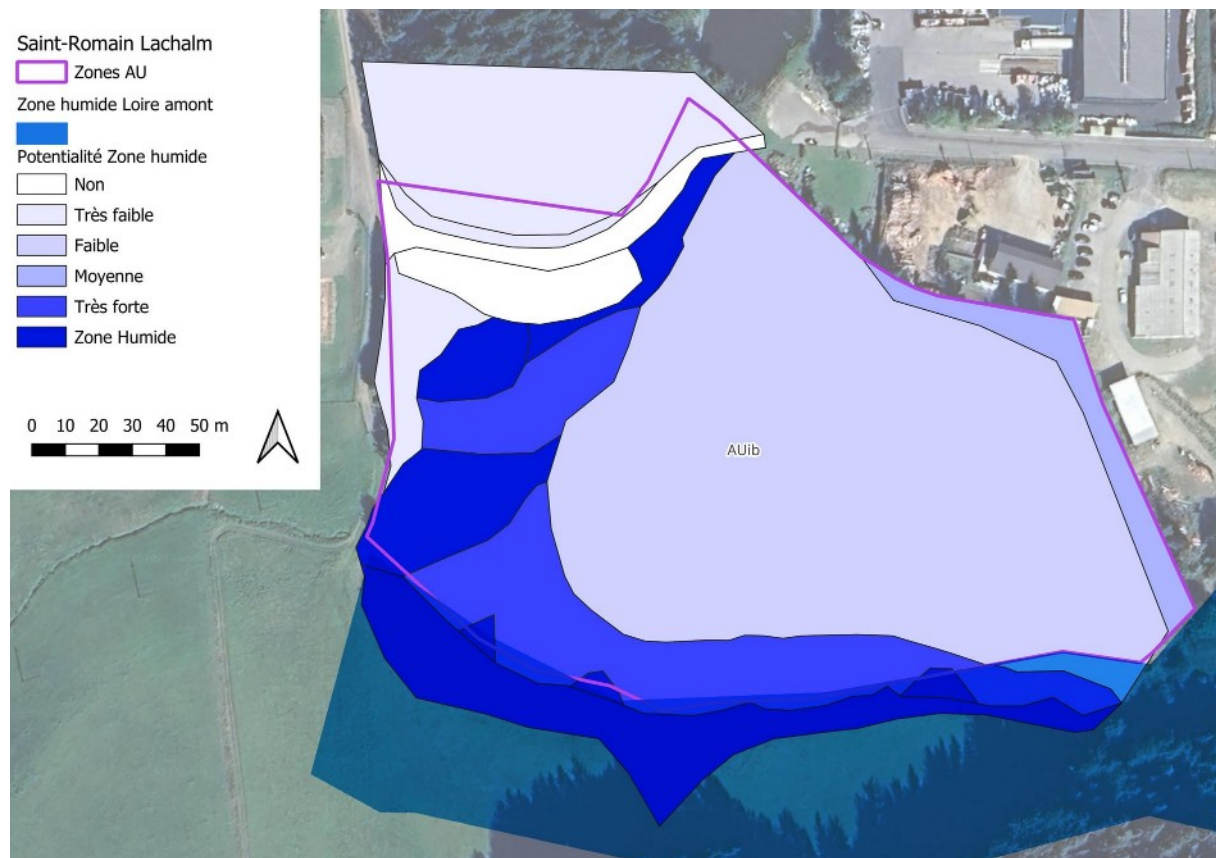 Saint-Romain Lachalm
Zones AU
Zone humide Loire amont
Potentialité Zone humide
Non
Très faible
Faible
Moyenne
Très forte
Zone Humide
0 10 20 30 40 50 m
AUib